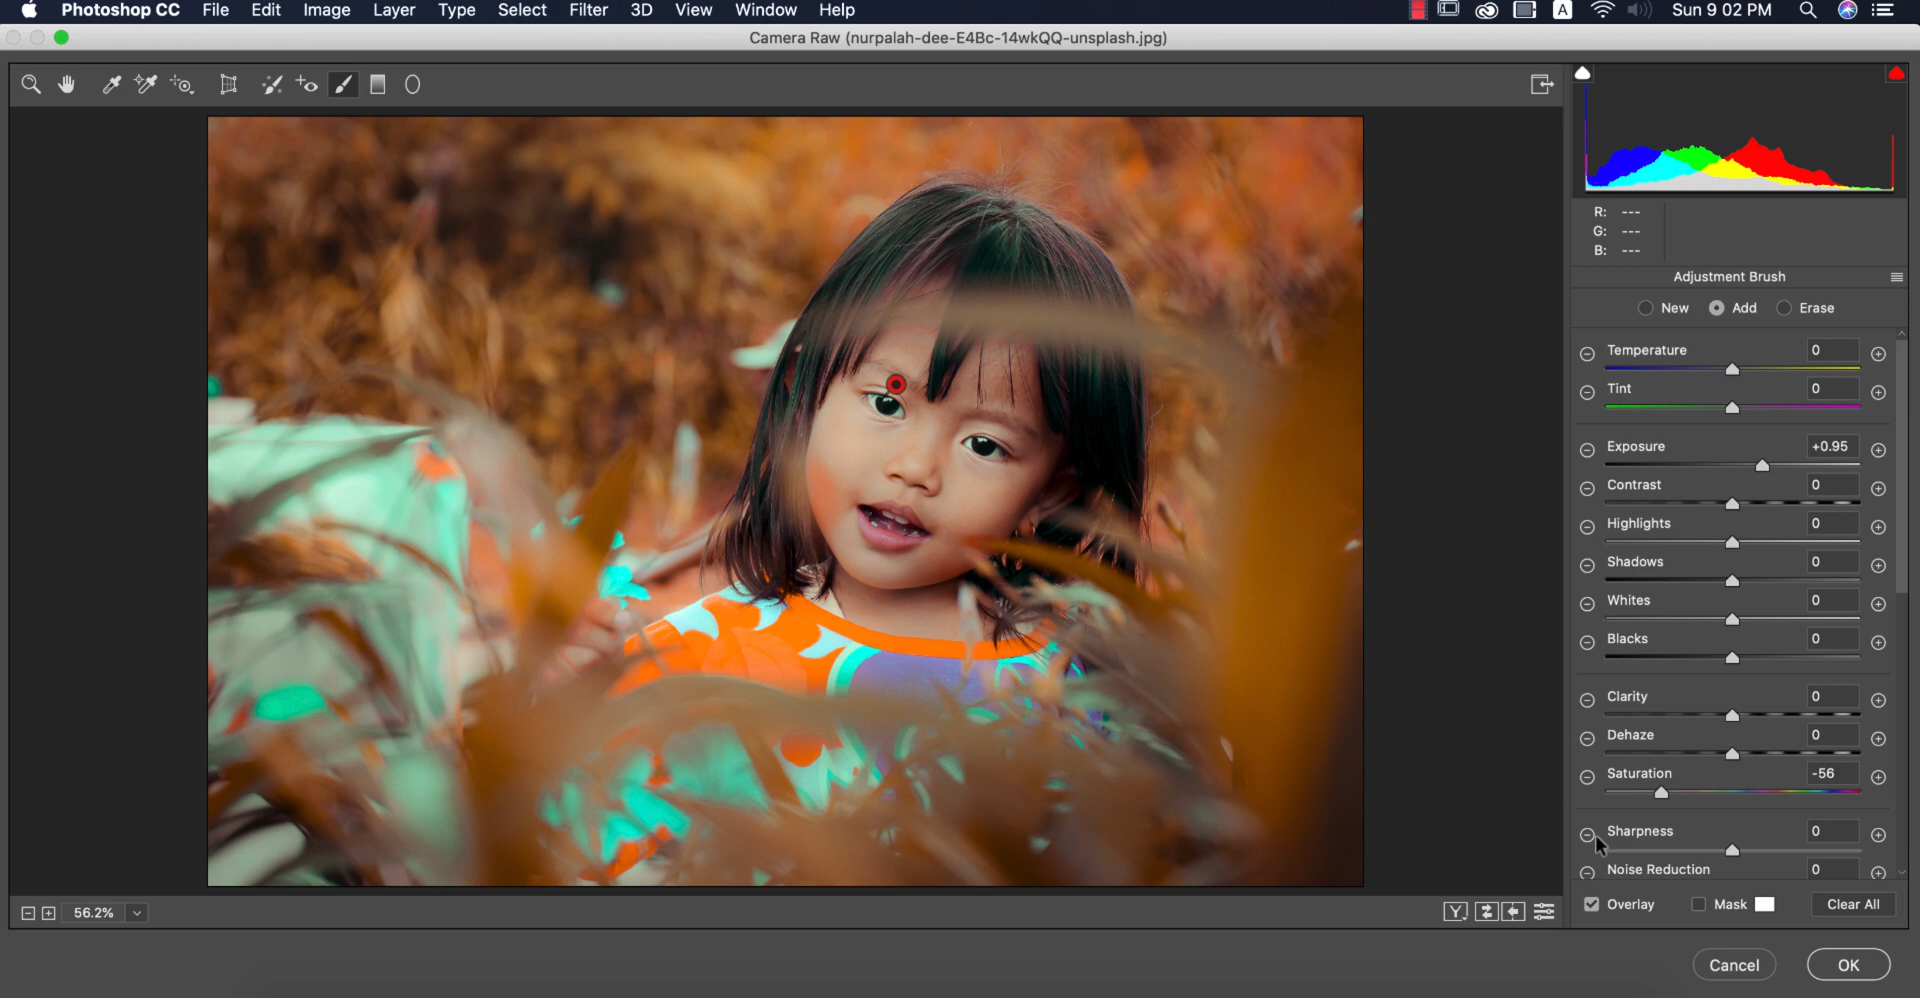 Photoshop CC File Edit Image Layer Type Select Filter 3D View Window Help A Sun 9 02 PM
Camera Raw (nurpalah-dee-E4Bc-14wkQQ-unsplash.jpg)
R: ---
G: ---
B: ---
Adjustment Brush
New Add Erase
Temperature 0
Tint 0
Exposure +0.95
Contrast 0
Highlights 0
Shadows 0
Whites 0
Blacks 0
Clarity 0
Dehaze 0
Saturation -56
Sharpness 0
Noise Reduction 0
56.2% Y Overlay Mask Clear All
Cancel OK